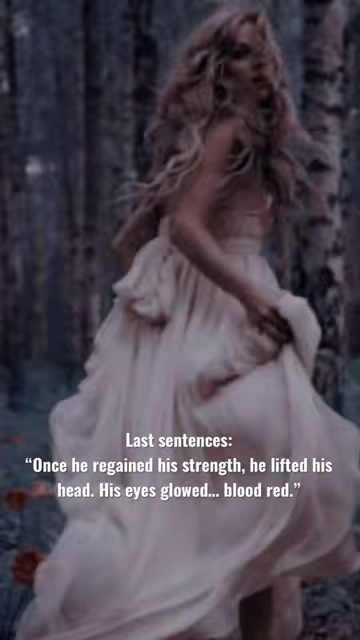 Last sentences:
“Once he regained his strength, he lifted his
head. His eyes glowed... blood red.”